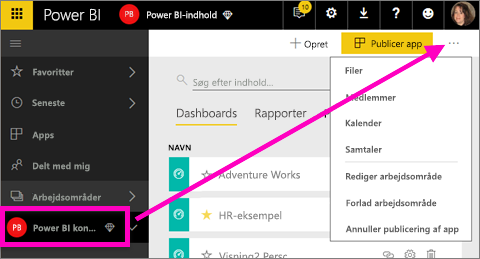 Power BI
PB
Power BI-indhold
10
Opret
Publicer app
Favoritter
Seneste
Apps
Delt med mig
Arbejdsområder
PB
Power BI kon...
Søg efter indhold...
Dashboards
Rapporter
NAVN
Adventure Works
HR-eksempel
Visning2 Persc
Filer
Medlemmer
Kalender
Samtaler
Rediger arbejdsområde
Forlad arbejdsområde
Annuller publicering af app